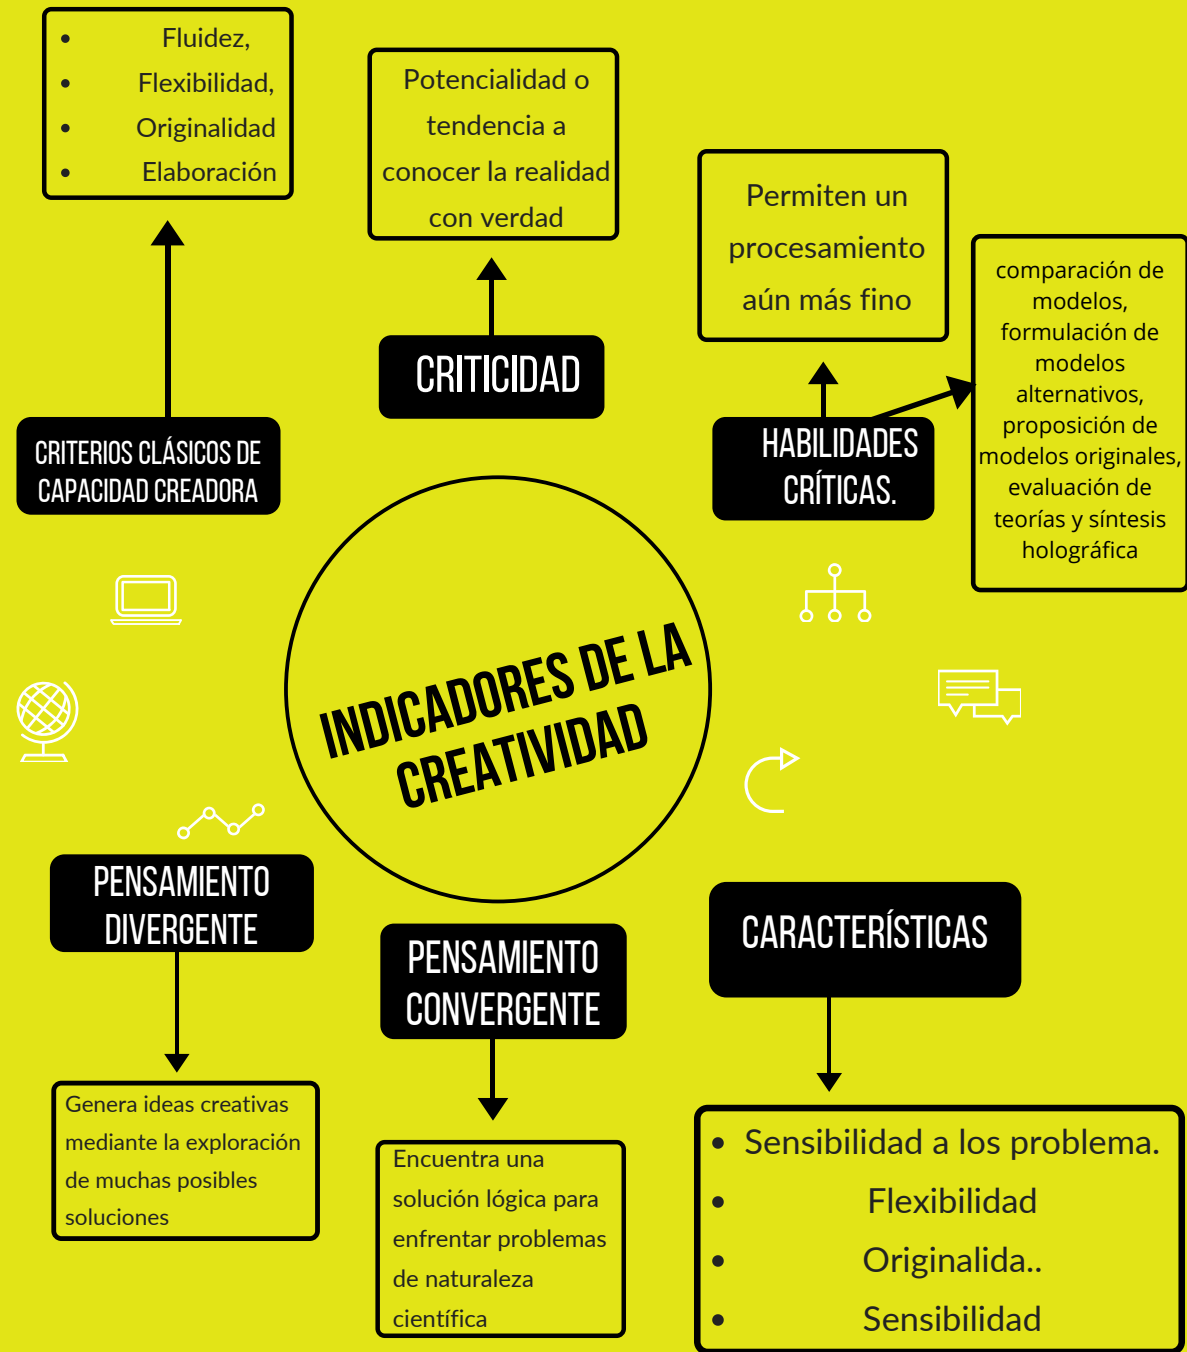 • Fluidez,
• Flexibilidad,
• Originalidad
• Elaboración
CRITERIOS CLÁSICOS DE
CAPACIDAD CREADORA
Potencialidad o
tendencia a
conocer la realidad
con verdad
CRITICIDAD
Permiten un
procesamiento
aún más fino
comparación de
modelos,
formulación de
modelos
alternativos,
proposición de
modelos originales,
evaluación de
teorías y síntesis
holográfica
HABILIDADES
CRÍTICAS.
INDICADORES DE LA
CREATIVIDAD
PENSAMIENTO
DIVERGENTE
Genera ideas creativas
mediante la exploración
de muchas posibles
soluciones
PENSAMIENTO
CONVERGENTE
Encuentra una
solución lógica para
enfrentar problemas
de naturaleza
científica
CARACTERÍSTICAS
• Sensibilidad a los problema.
• Flexibilidad
• Originalida..
• Sensibilidad